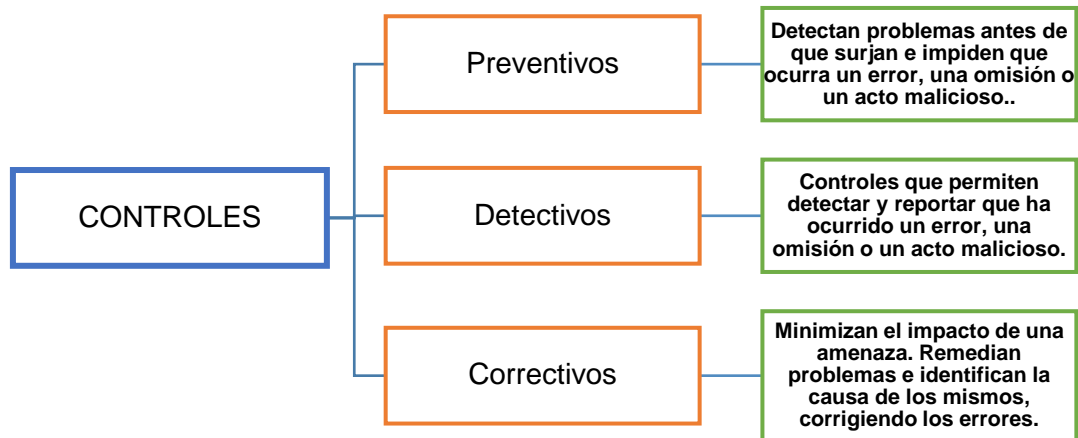 CONTROLES
Preventivos
Detectan problemas antes de
que surjan e impiden que
ocurra un error, una omisión o
un acto malicioso..
Detectivos
Controles que permiten
detectar y reportar que ha
ocurrido un error, una
omisión o un acto malicioso.
Correctivos
Minimizan el impacto de una
amenaza. Remedian
problemas e identifican la
causa de los mismos,
corrigiendo los errores.